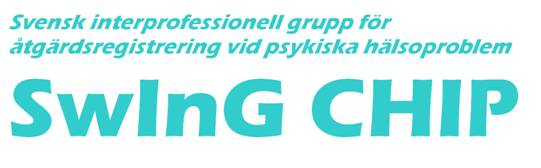 Svensk interprofessionell grupp för
åtgärdsregistrering vid psykiska hälsoproblem
SwInG CHIP